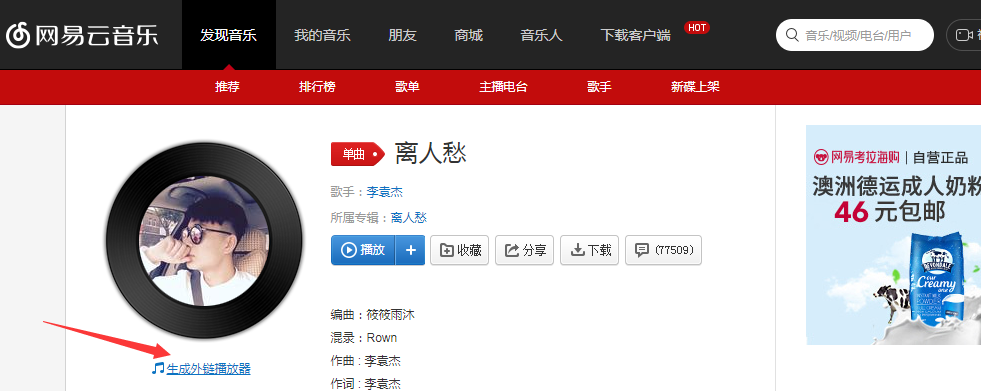 网易云音乐
发现音乐 我的音乐 朋友 商城 音乐人 下载客户端 HOT
音乐/视频/电台/用户
推荐 排行榜 歌单 主播电台 歌手 新碟上架
单曲 离人愁
歌手：李袁杰
所属专辑：离人愁
播放 + 收藏 分享 下载 (77509)
编曲：筱筱雨沐
混录：Rown
作曲 : 李袁杰
作词 : 李袁杰
生成外链播放器
网易考拉海购 | 自营正品
澳洲德运成人奶粉
46元包邮
DEVONDALE
our
Creamy
one